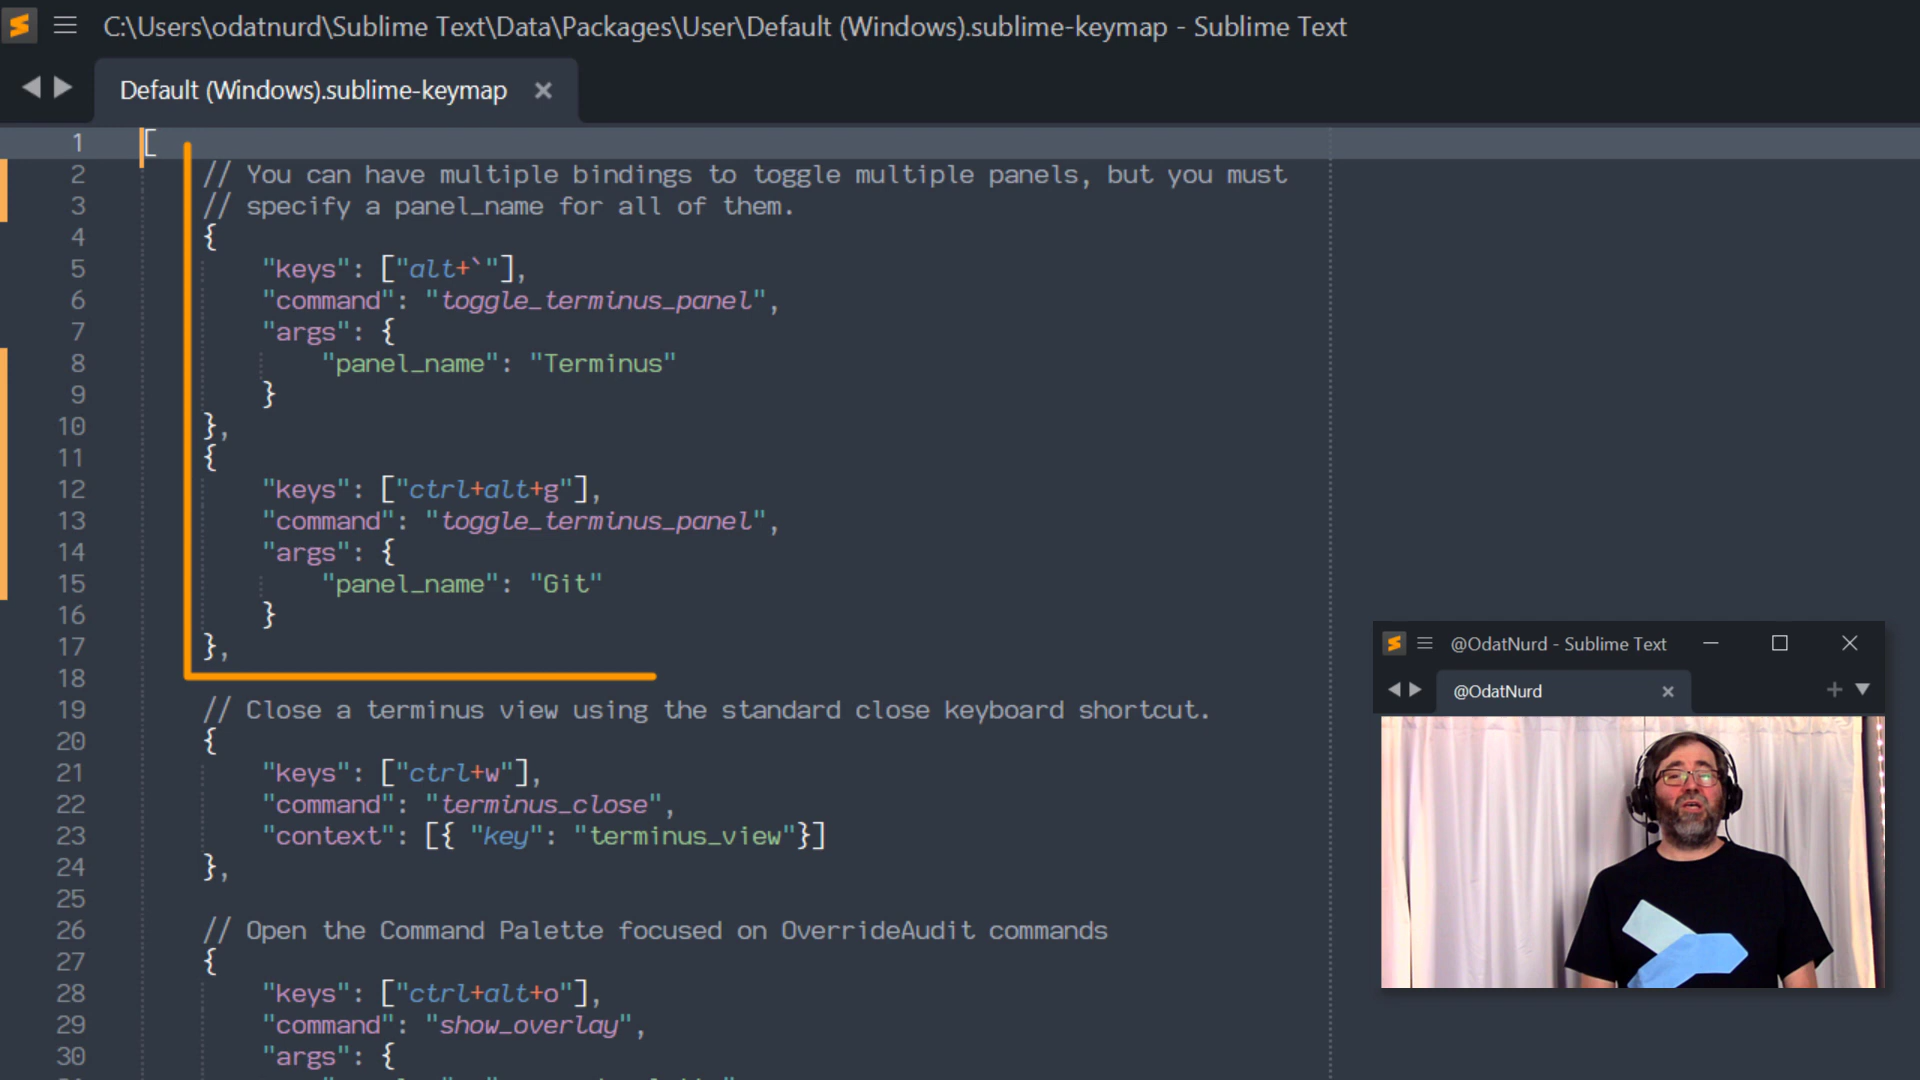 C:\Users\odatnurd\Sublime Text\Data\Packages\User\Default (Windows).sublime-keymap - Sublime Text
Default (Windows).sublime-keymap
1 [
2 // You can have multiple bindings to toggle multiple panels, but you must
3 // specify a panel_name for all of them.
4 {
5 "keys": ["alt+`"],
6 "command": "toggle_terminus_panel",
7 "args": {
8 "panel_name": "Terminus"
9 }
10 },
11 {
12 "keys": ["ctrl+alt+g"],
13 "command": "toggle_terminus_panel",
14 "args": {
15 "panel_name": "Git"
16 }
17 },
18
19 // Close a terminus view using the standard close keyboard shortcut.
20 {
21 "keys": ["ctrl+w"],
22 "command": "terminus_close",
23 "context": [{ "key": "terminus_view"}]
24 },
25
26 // Open the Command Palette focused on OverrideAudit commands
27 {
28 "keys": ["ctrl+alt+o"],
29 "command": "show_overlay",
30 "args": {
@OdatNurd - Sublime Text
@OdatNurd